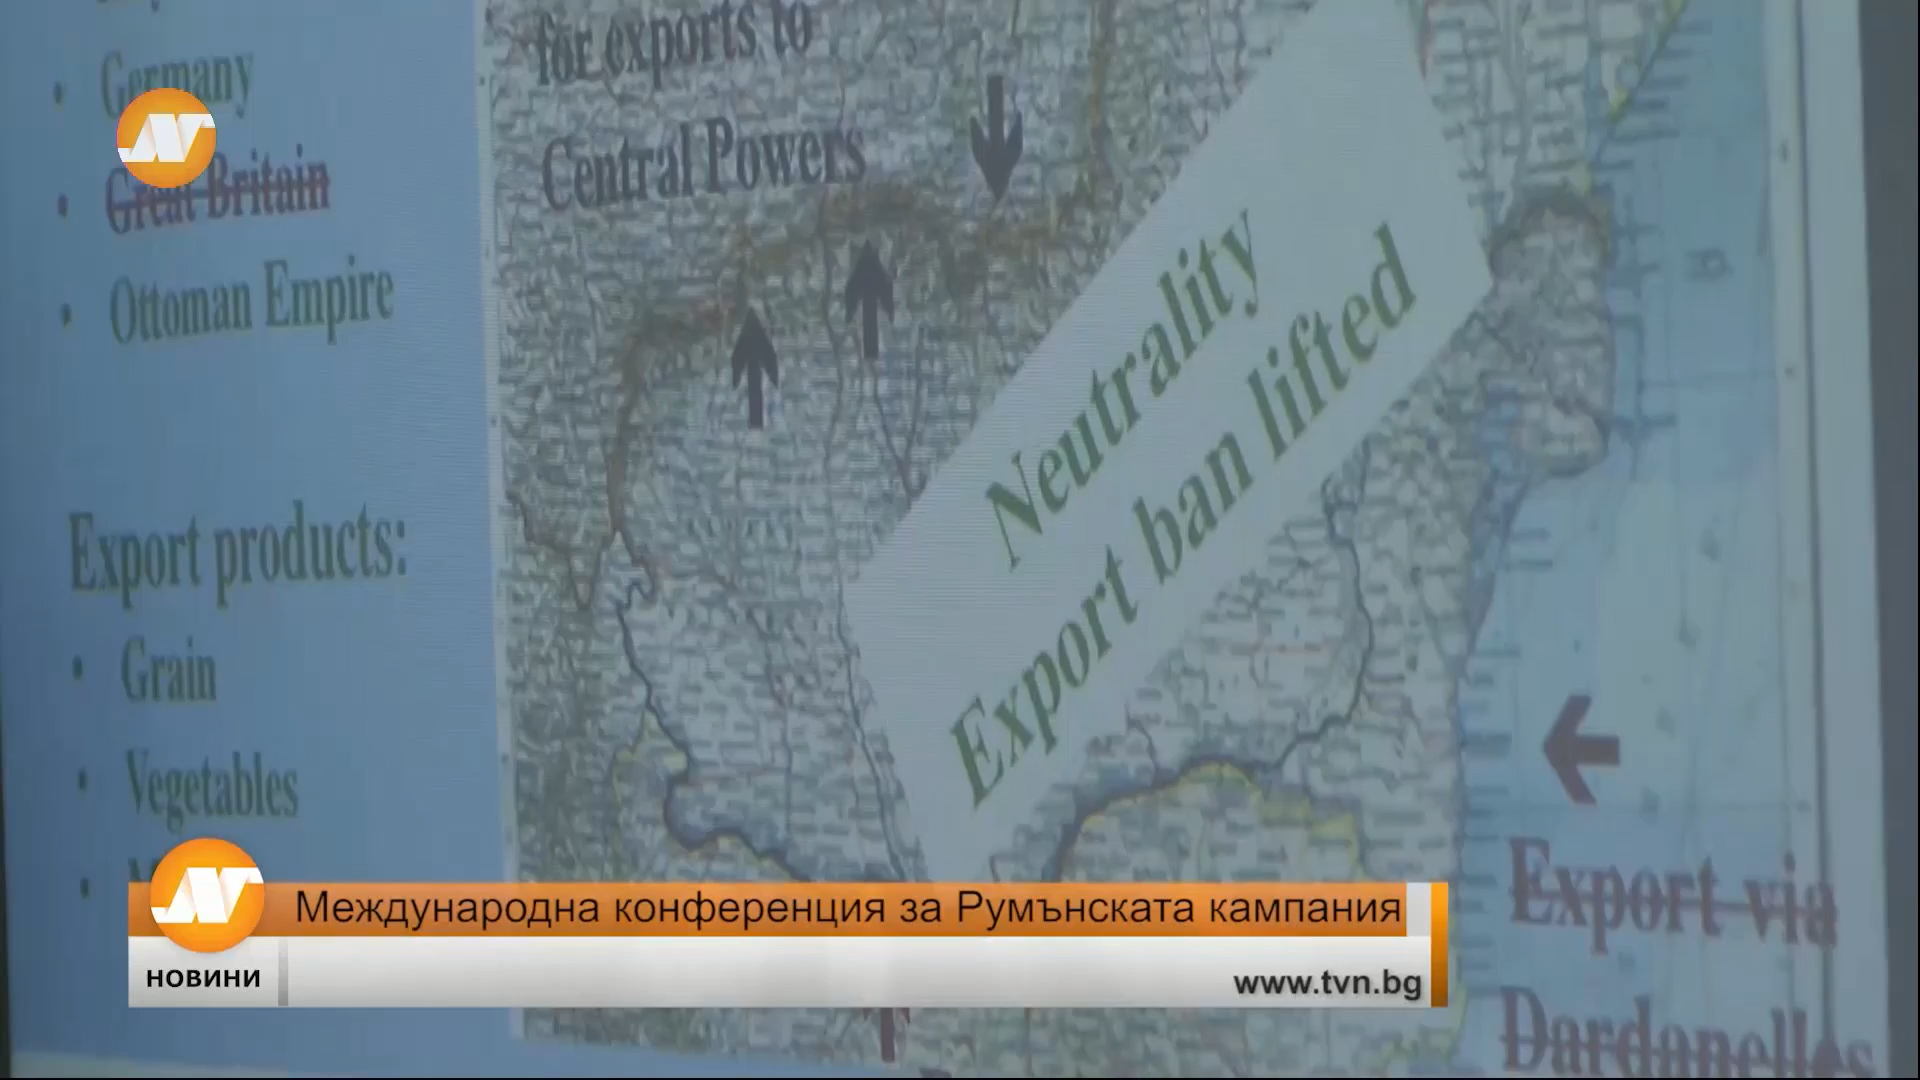 Germany
Great Britain
Ottoman Empire
Export products:
Grain
Vegetables
for exports to
Central Powers
Neutrality
Export ban lifted
Export via
Dardanelles
Международна конференция за Румънската кампания
НОВИНИ
www.tvn.bg